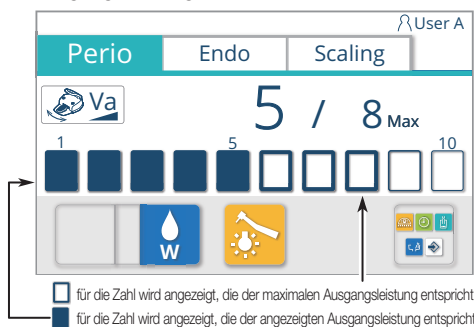 User A
Perio Endo Scaling
Va 5 / 8 Max
1 5 10
W
für die Zahl wird angezeigt, die der maximalen Ausgangsleistung entspricht
für die Zahl wird angezeigt, die der angezeigten Ausgangsleistung entspricht